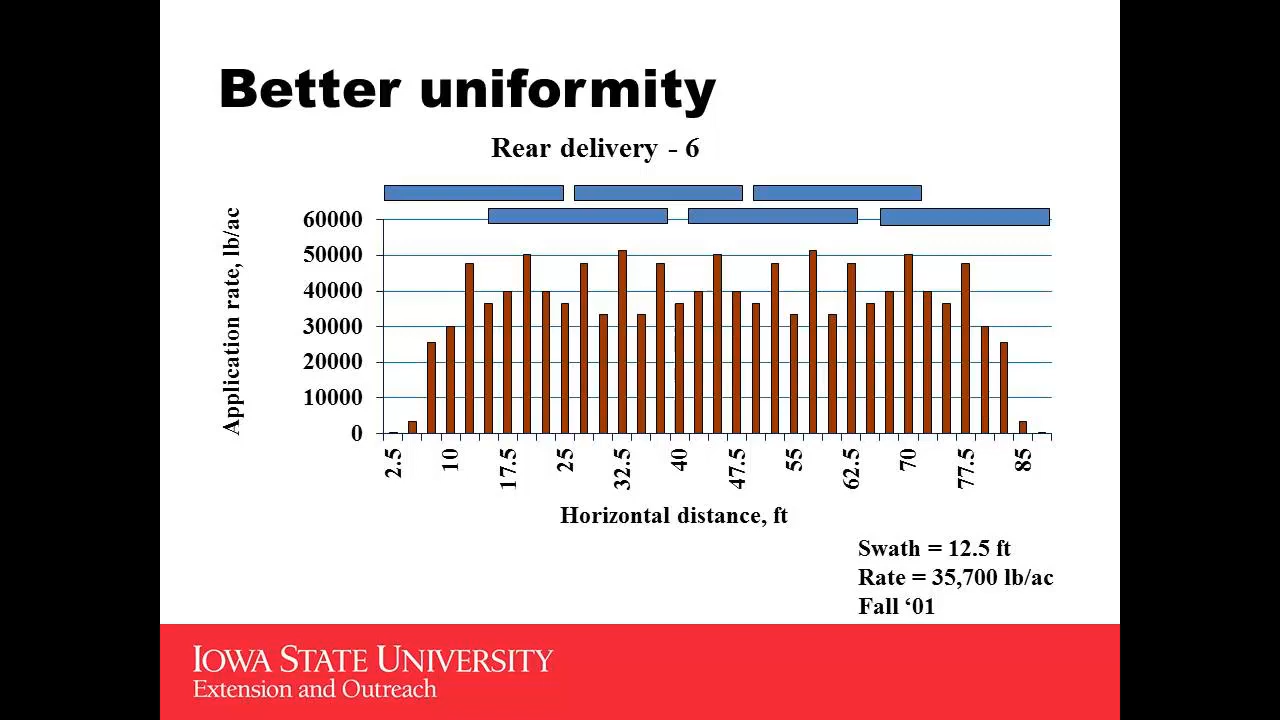 Better uniformity
Rear delivery - 6
Application rate, lb/ac
60000
50000
40000
30000
20000
10000
0
2.5 10 17.5 25 32.5 40 47.5 55 62.5 70 77.5 85
Horizontal distance, ft
Swath = 12.5 ft
Rate = 35,700 lb/ac
Fall ‘01
IOWA STATE UNIVERSITY
Extension and Outreach